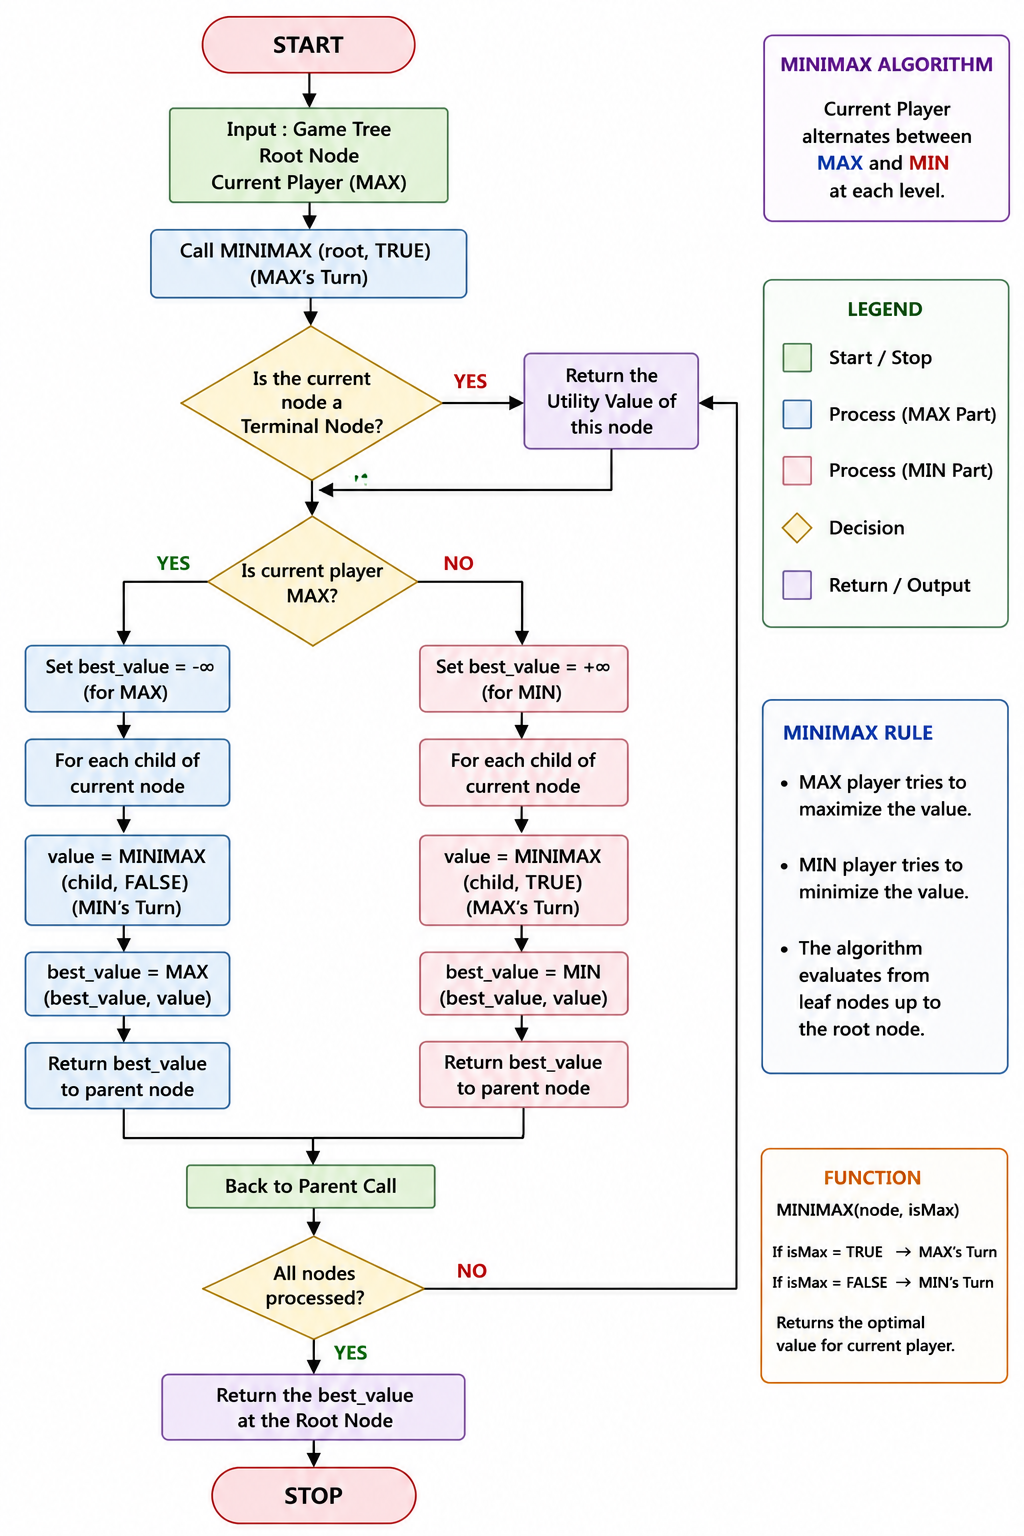 START
Input : Game Tree
Root Node
Current Player (MAX)
Call MINIMAX (root, TRUE)
(MAX's Turn)
Is the current
node a
Terminal Node?
YES
Return the
Utility Value of
this node
Is current player
MAX?
YES
NO
Set best_value = -∞
(for MAX)
For each child of
current node
value = MINIMAX
(child, FALSE)
(MIN's Turn)
best_value = MAX
(best_value, value)
Return best_value
to parent node
Set best_value = +∞
(for MIN)
For each child of
current node
value = MINIMAX
(child, TRUE)
(MAX's Turn)
best_value = MIN
(best_value, value)
Return best_value
to parent node
Back to Parent Call
All nodes
processed?
NO
YES
Return the best_value
at the Root Node
STOP
MINIMAX ALGORITHM
Current Player
alternates between
MAX and MIN
at each level.
LEGEND
Start / Stop
Process (MAX Part)
Process (MIN Part)
Decision
Return / Output
MINIMAX RULE
• MAX player tries to
maximize the value.
• MIN player tries to
minimize the value.
• The algorithm
evaluates from
leaf nodes up to
the root node.
FUNCTION
MINIMAX(node, isMax)
If isMax = TRUE → MAX's Turn
If isMax = FALSE → MIN's Turn
Returns the optimal
value for current player.